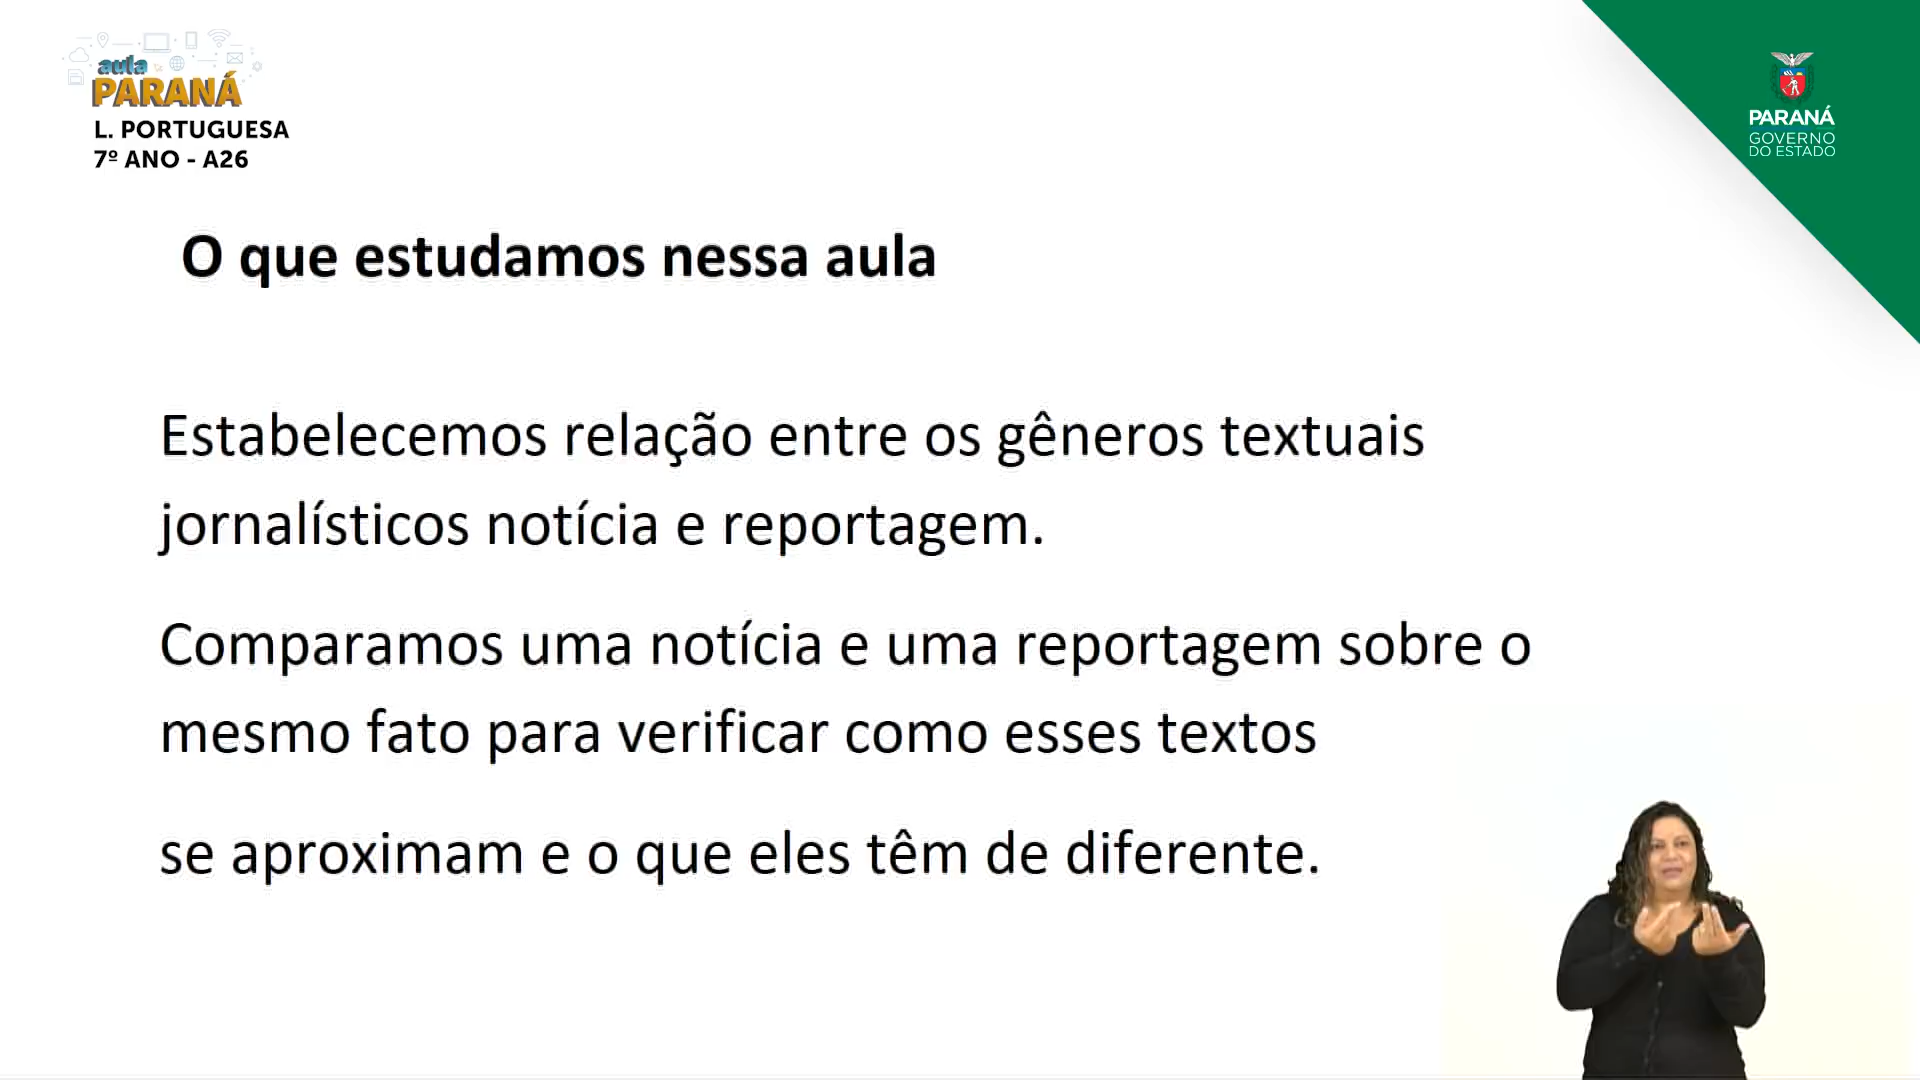 aula
PARANÁ
L. PORTUGUESA
7º ANO - A26
PARANÁ
GOVERNO
DO ESTADO
O que estudamos nessa aula
Estabelecemos relação entre os gêneros textuais
jornalísticos notícia e reportagem.
Comparamos uma notícia e uma reportagem sobre o
mesmo fato para verificar como esses textos
se aproximam e o que eles têm de diferente.